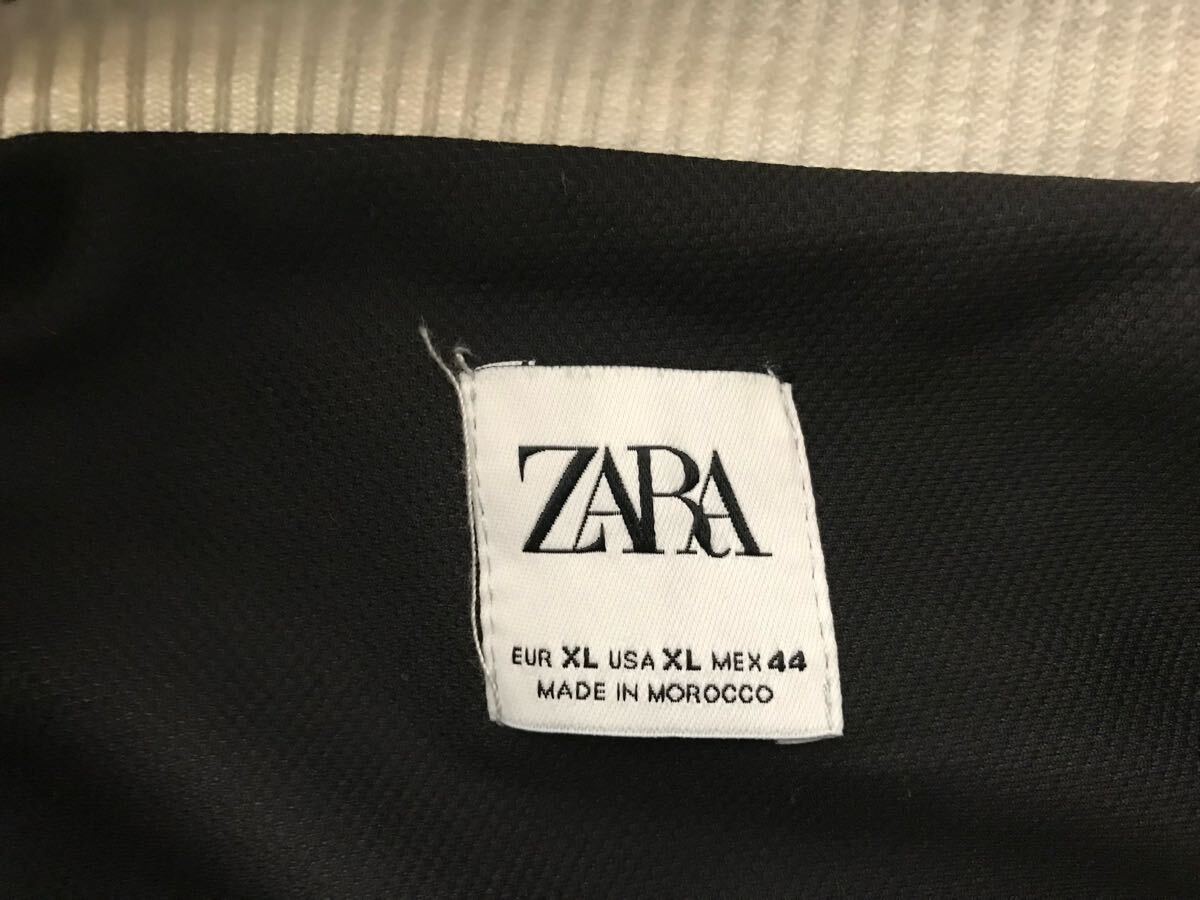 ZARA
EUR XL USA XL MEX 44
MADE IN MOROCCO